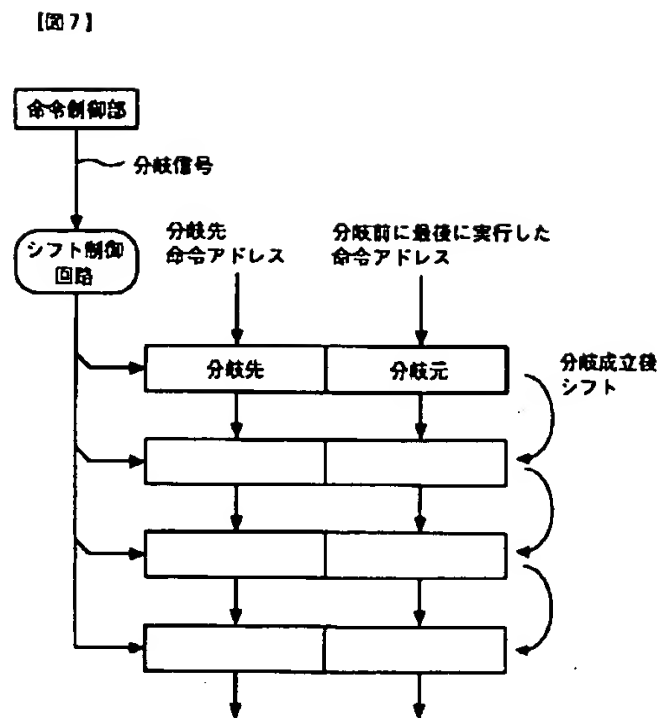 【図7】
命令制御部
分岐信号
シフト制御
回路
分岐先
命令アドレス
分岐前に最後に実行した
命令アドレス
分岐先
分岐元
分岐成立後
シフト